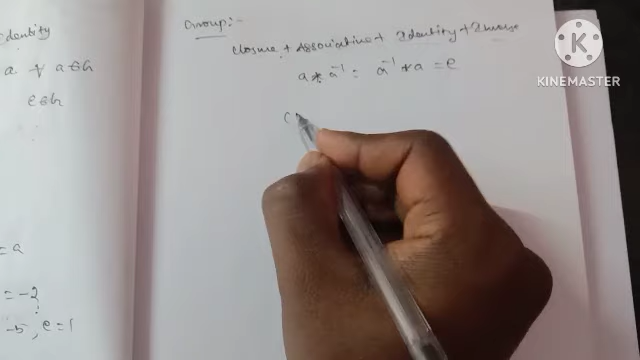 dentity
a ∀ a∈G
e∈G
= a
= -2
-5, e = 1
Group:-
Closure + Associative + Identity + Inverse
a * a⁻¹ = a⁻¹ * a = e
(
K
KINEMASTER